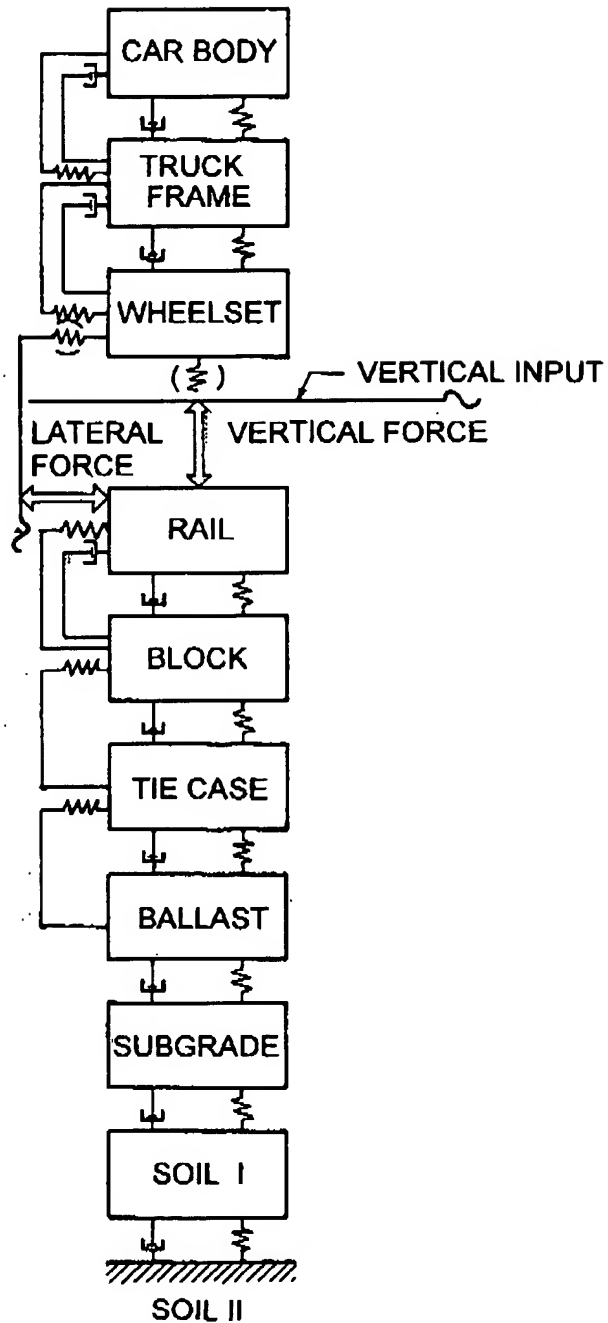 CAR BODY
TRUCK
FRAME
WHEELSET
VERTICAL INPUT
LATERAL
FORCE
VERTICAL FORCE
RAIL
BLOCK
TIE CASE
BALLAST
SUBGRADE
SOIL I
SOIL II